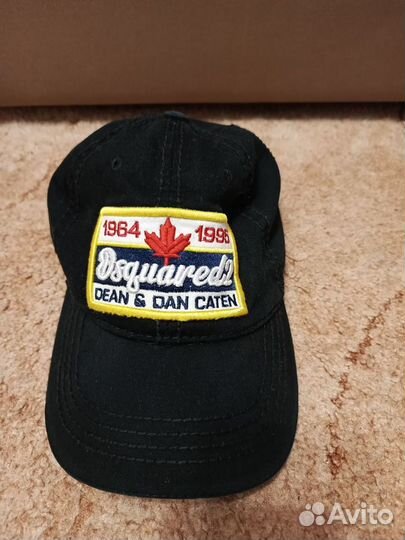 1964 1995
Dsquared2
DEAN & DAN CATEN
Avito